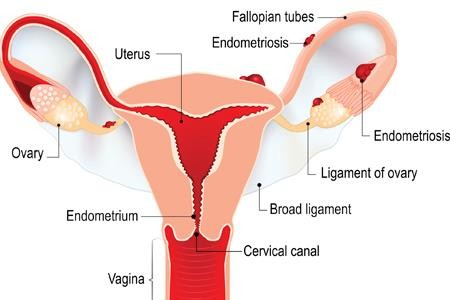 Fallopian tubes
Endometriosis
Uterus
Endometriosis
Ovary
Ligament of ovary
Broad ligament
Endometrium
Cervical canal
Vagina